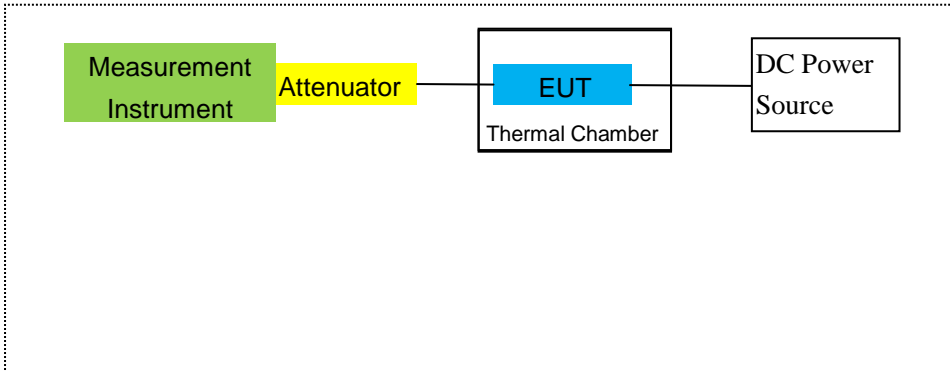 Measurement
Instrument
Attenuator
EUT
Thermal Chamber
DC Power
Source